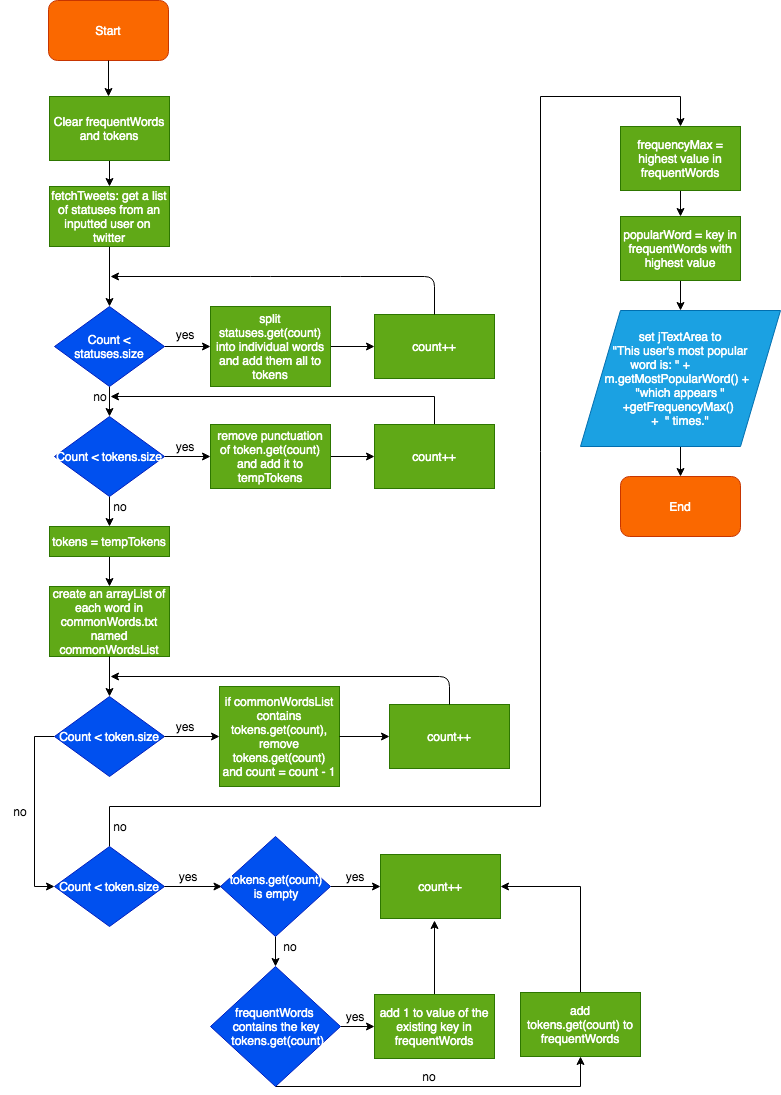 Start
Clear frequentWords
and tokens
fetchTweets: get a list
of statuses from an
inputted user on
twitter
Count <
statuses.size
yes
split
statuses.get(count)
into individual words
and add them all to
tokens
count++
no
Count < tokens.size
yes
remove punctuation
of token.get(count)
and add it to
tempTokens
count++
no
tokens = tempTokens
create an arrayList of
each word in
commonWords.txt
named
commonWordsList
Count < token.size
yes
if commonWordsList
contains
tokens.get(count),
remove
tokens.get(count)
and count = count - 1
count++
no
no
Count < token.size
yes
tokens.get(count)
is empty
yes
count++
no
frequentWords
contains the key
tokens.get(count)
yes
add 1 to value of the
existing key in
frequentWords
no
add
tokens.get(count) to
frequentWords
frequencyMax =
highest value in
frequentWords
popularWord = key in
frequentWords with
highest value
set jTextArea to
"This user's most popular
word is: " +
m.getMostPopularWord() +
"which appears "
+getFrequencyMax()
+ " times."
End